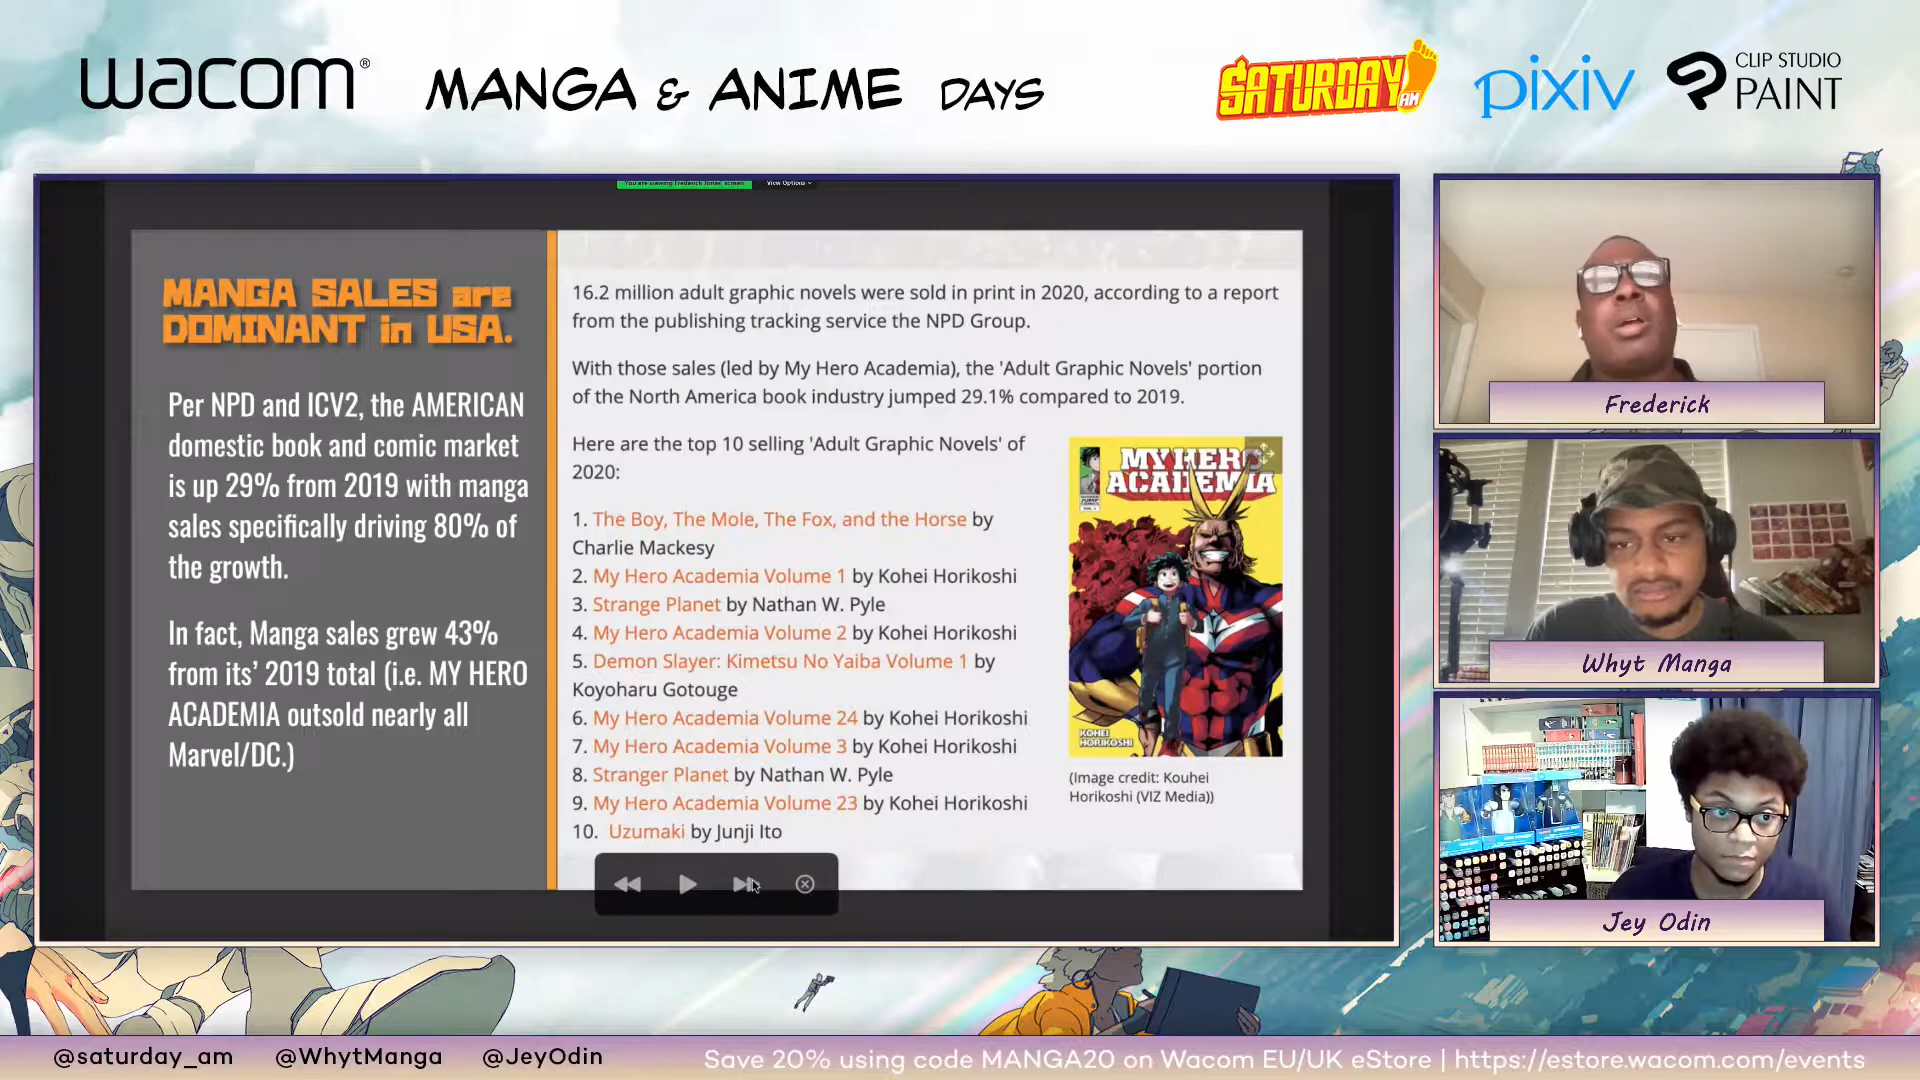 wacom®
MANGA & ANIME DAYS
SATURDAY AM
pixiv
CLIP STUDIO
PAINT
You are viewing Frederick Jones' screen
View Options
MANGA SALES are
DOMINANT in USA.
Per NPD and ICV2, the AMERICAN
domestic book and comic market
is up 29% from 2019 with manga
sales specifically driving 80% of
the growth.
In fact, Manga sales grew 43%
from its’ 2019 total (i.e. MY HERO
ACADEMIA outsold nearly all
Marvel/DC.)
16.2 million adult graphic novels were sold in print in 2020, according to a report
from the publishing tracking service the NPD Group.
With those sales (led by My Hero Academia), the 'Adult Graphic Novels' portion
of the North America book industry jumped 29.1% compared to 2019.
Here are the top 10 selling 'Adult Graphic Novels' of
2020:
1. The Boy, The Mole, The Fox, and the Horse by
Charlie Mackesy
2. My Hero Academia Volume 1 by Kohei Horikoshi
3. Strange Planet by Nathan W. Pyle
4. My Hero Academia Volume 2 by Kohei Horikoshi
5. Demon Slayer: Kimetsu No Yaiba Volume 1 by
Koyoharu Gotouge
6. My Hero Academia Volume 24 by Kohei Horikoshi
7. My Hero Academia Volume 3 by Kohei Horikoshi
8. Stranger Planet by Nathan W. Pyle
9. My Hero Academia Volume 23 by Kohei Horikoshi
10. Uzumaki by Junji Ito
MY HERO
ACADEMIA
KOHEI
HORIKOSHI
(Image credit: Kouhei
Horikoshi (VIZ Media))
Frederick
Whyt Manga
Jey Odin
@saturday_am
@WhytManga
@JeyOdin
Save 20% using code MANGA20 on Wacom EU/UK eStore | https://estore.wacom.com/events